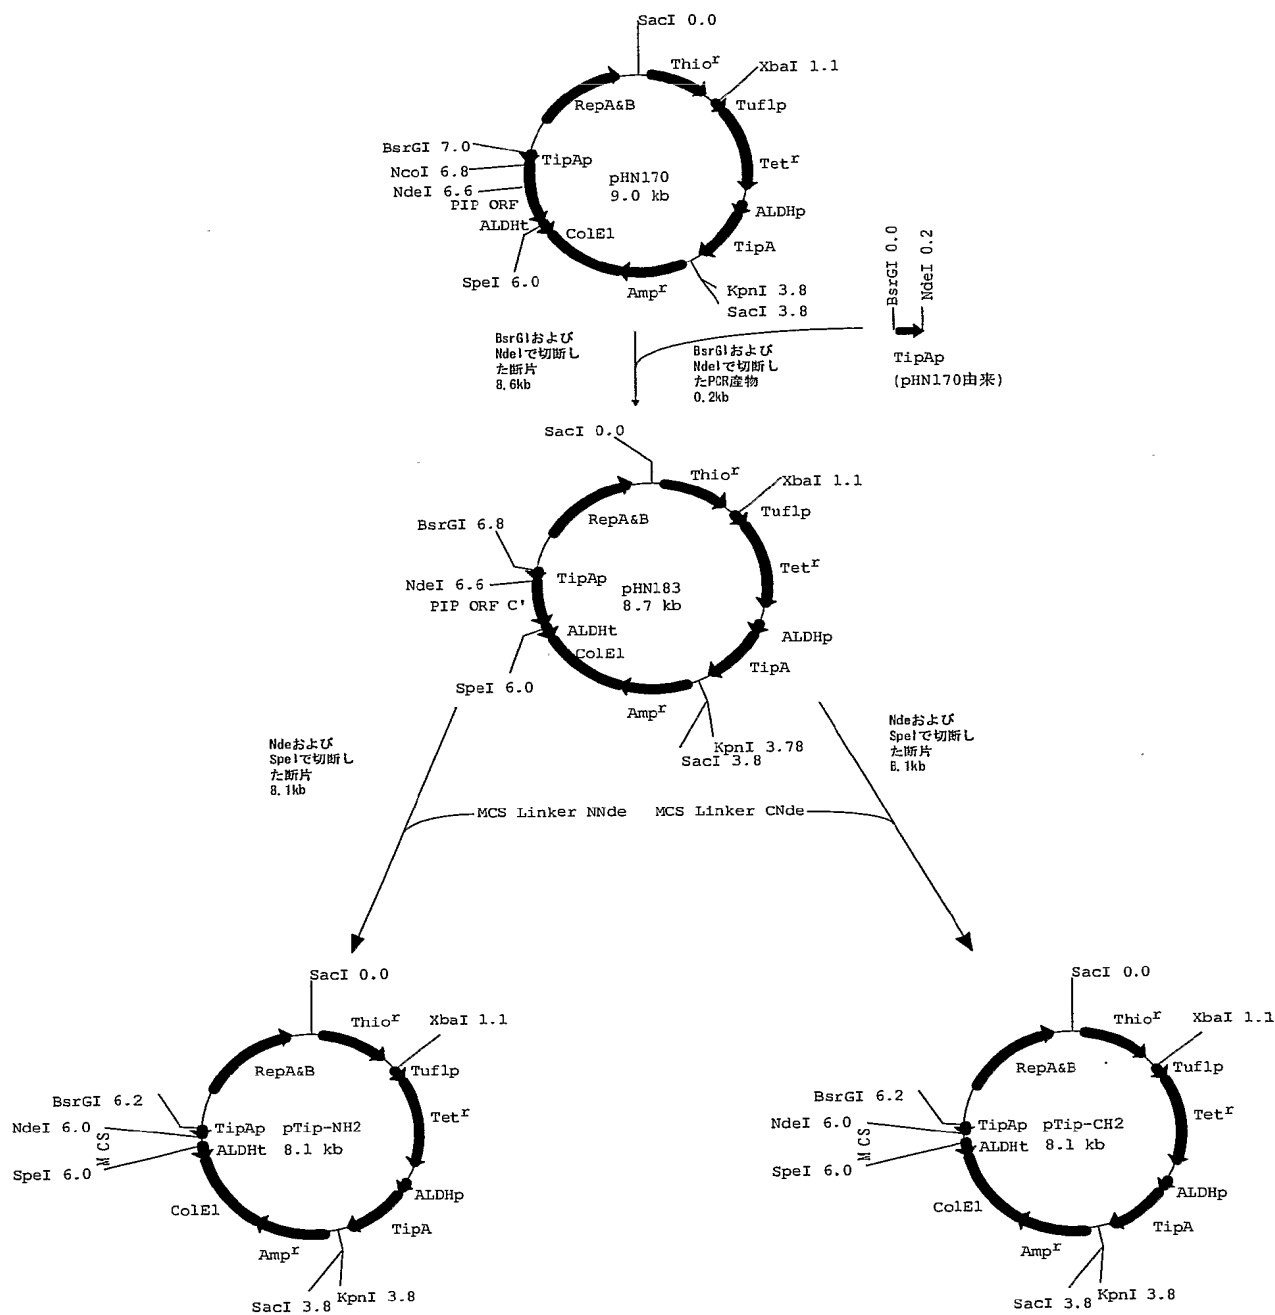 SacI 0.0
Thioʳ
XbaI 1.1
Tuf1p
RepA&B
BsrGI 7.0
TipAp
NcoI 6.8
NdeI 6.6
PIP ORF
pHN170
9.0 kb
Tetʳ
ALDHp
ALDHt
ColE1
TipA
SpeI 6.0
Ampʳ
KpnI 3.8
SacI 3.8
BsrGI 0.0
NdeI 0.2
TipAp
(pHN170由来)
BsrGIおよび
NdeIで切断し
た断片
8.6kb
BsrGIおよび
NdeIで切断し
たPCR産物
0.2kb
SacI 0.0
Thioʳ
XbaI 1.1
Tuf1p
RepA&B
BsrGI 6.8
TipAp
NdeI 6.6
PIP ORF C'
pHN183
8.7 kb
Tetʳ
ALDHt
ALDHp
ColE1
TipA
SpeI 6.0
Ampʳ
KpnI 3.78
SacI 3.8
Ndeおよび
SpeIで切断し
た断片
8.1kb
Ndeおよび
SpeIで切断し
た断片
8.1kb
MCS Linker NNde
MCS Linker CNde
SacI 0.0
Thioʳ
XbaI 1.1
RepA&B
Tuf1p
BsrGI 6.2
NdeI 6.0
MCS
SpeI 6.0
TipAp
pTip-NH2
ALDHt
8.1 kb
Tetʳ
ColE1
ALDHp
TipA
Ampʳ
SacI 3.8
KpnI 3.8
SacI 0.0
Thioʳ
XbaI 1.1
RepA&B
Tuf1p
BsrGI 6.2
NdeI 6.0
MCS
SpeI 6.0
TipAp
pTip-CH2
ALDHt
8.1 kb
Tetʳ
ColE1
ALDHp
TipA
Ampʳ
SacI 3.8
KpnI 3.8